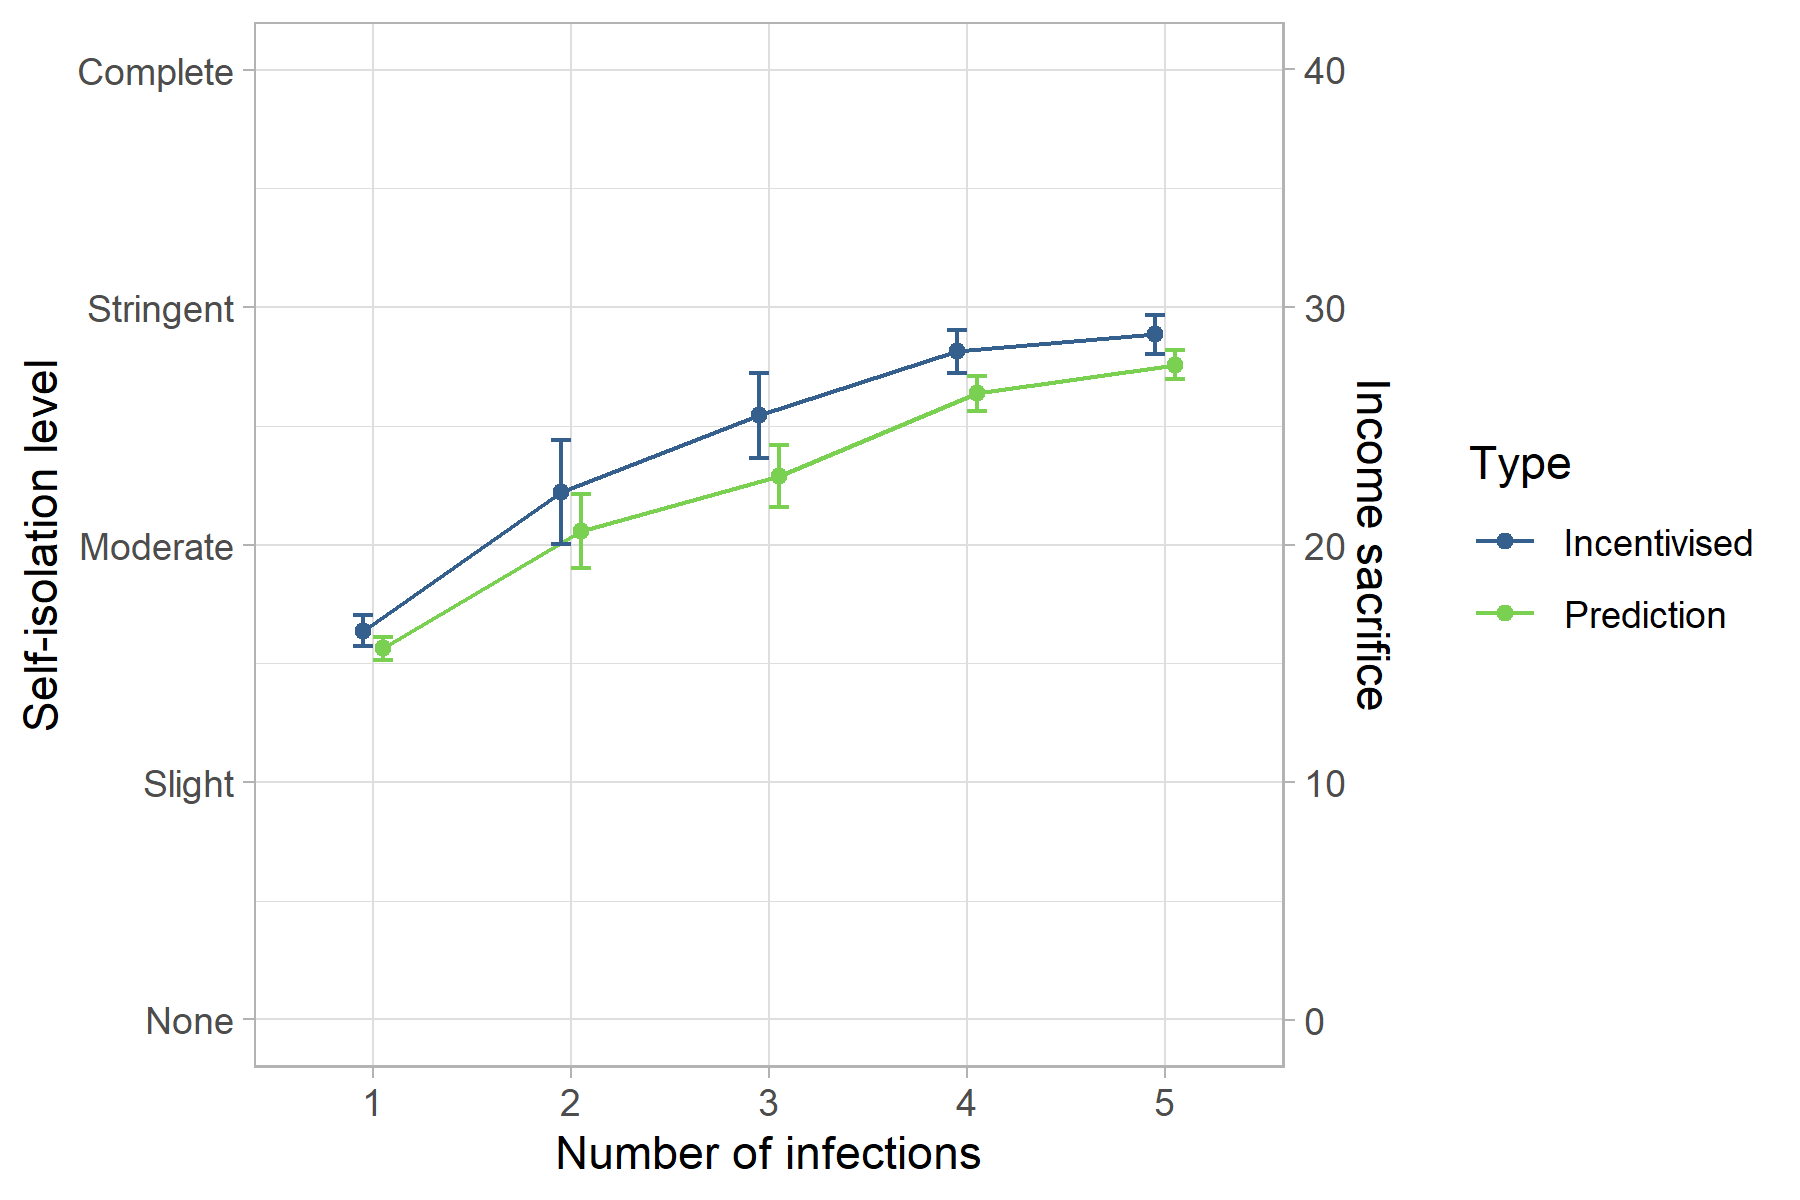 Complete
Stringent
Moderate
Slight
None
Self-isolation level
1 2 3 4 5
Number of infections
40
30
20
10
0
Income sacrifice
Type
Incentivised
Prediction